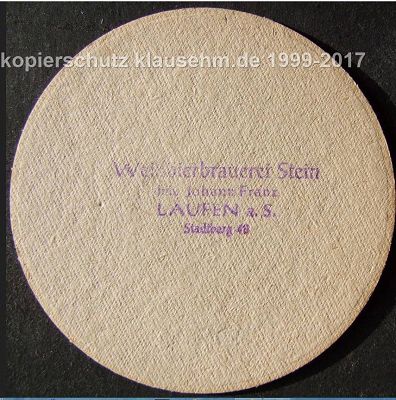 kopierschutz klausehm.de 1999-2017
Weißbierbrauerei Stein
Inh. Johann Franz
LAUFEN a. S.
Stadtberg 48